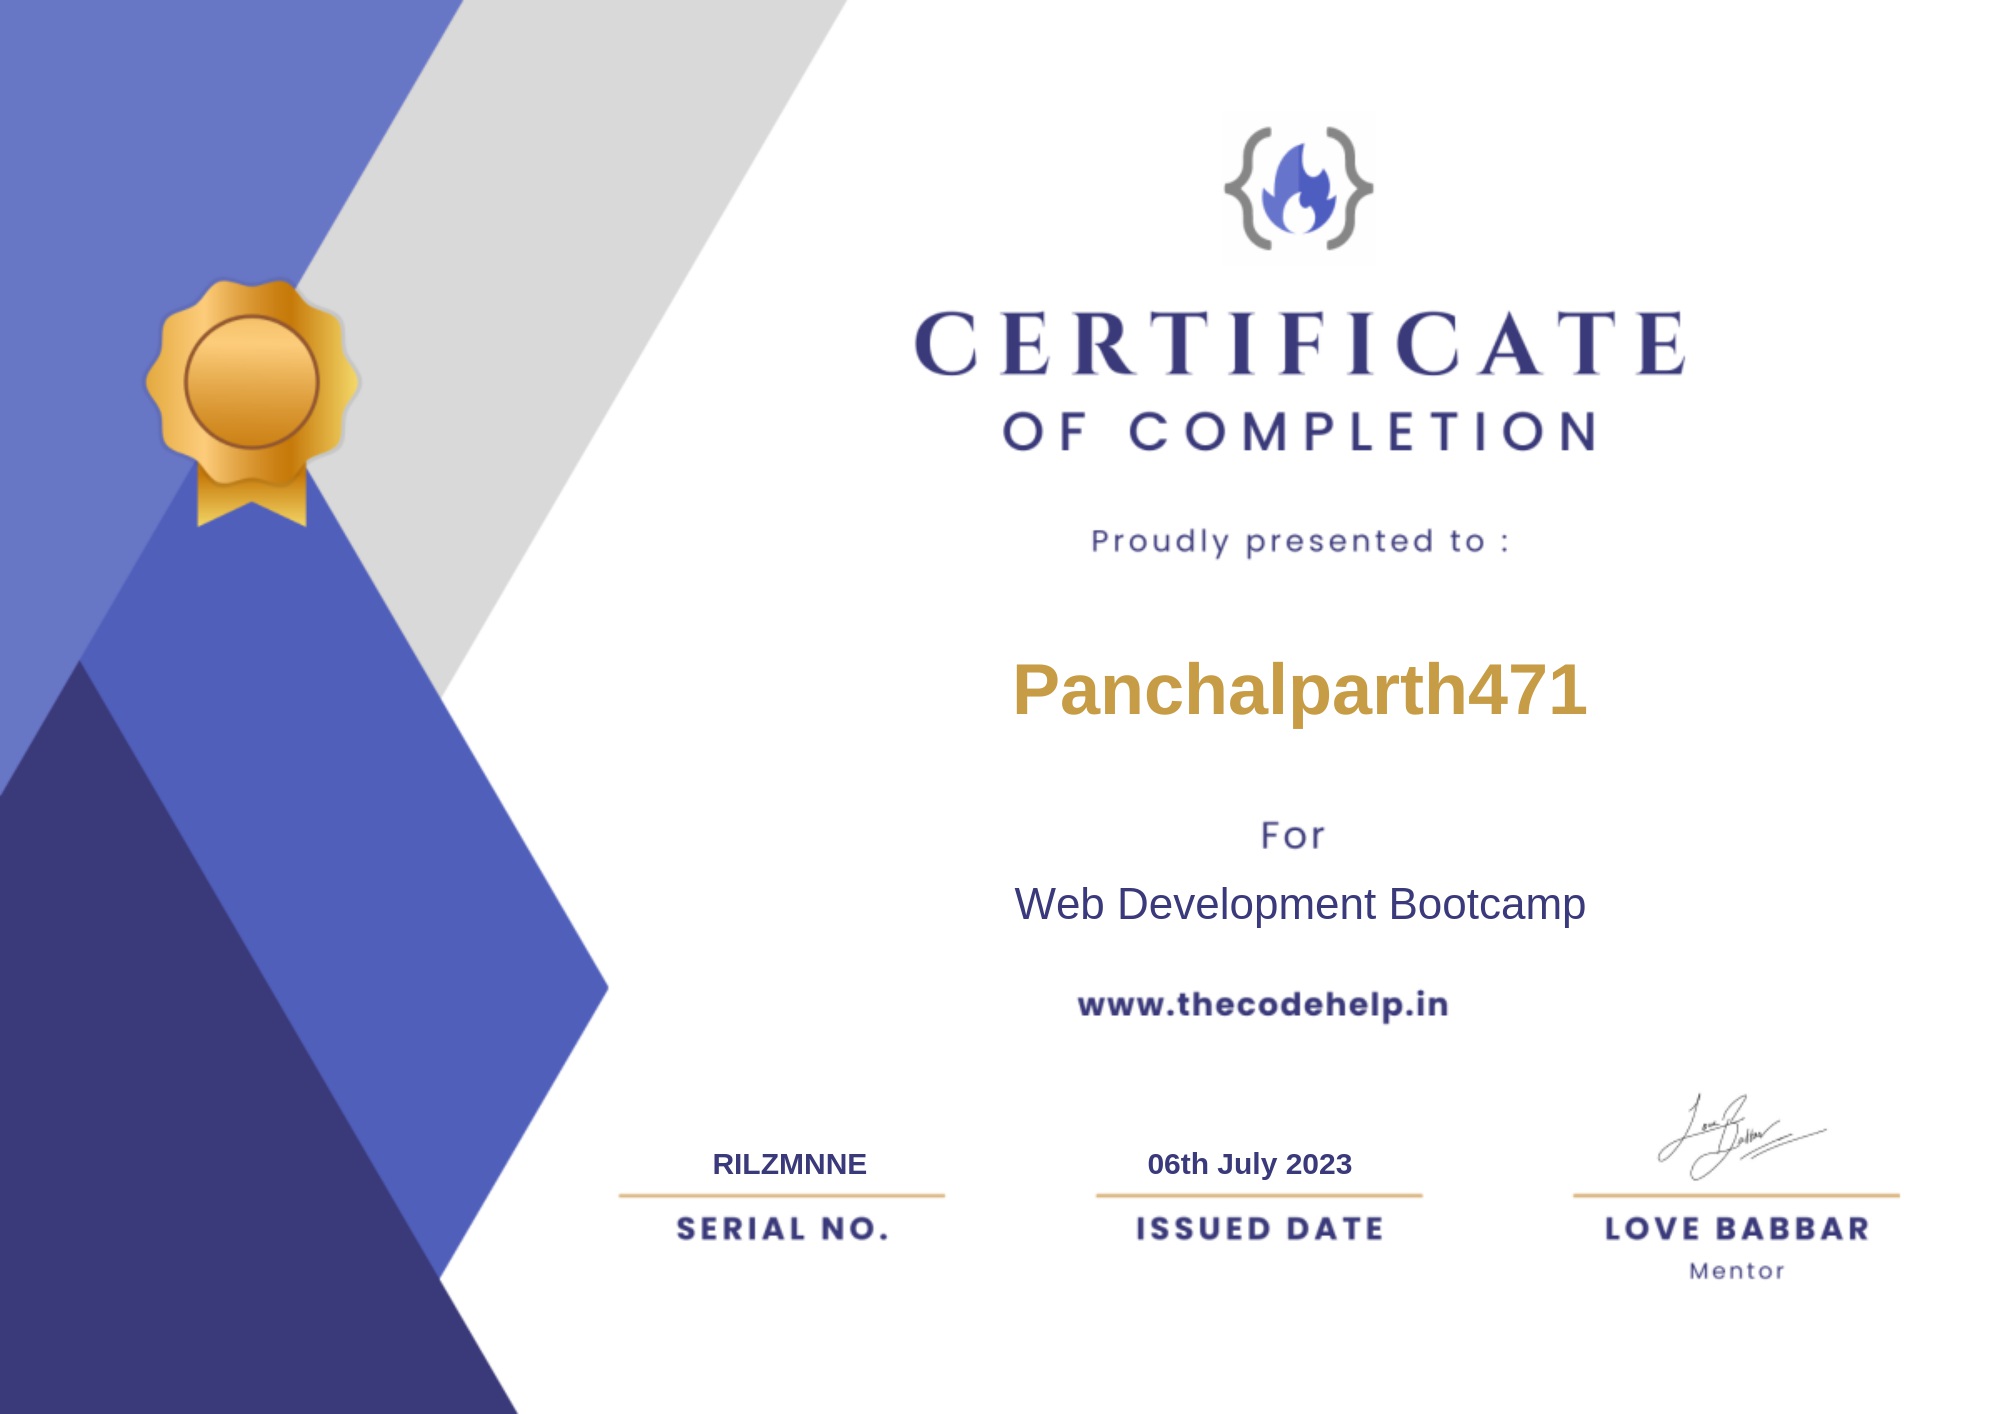 CERTIFICATE
OF COMPLETION
Proudly presented to :
Panchalparth471
For
Web Development Bootcamp
www.thecodehelp.in
Love Babbar
RILZMNNE
06th July 2023
SERIAL NO.
ISSUED DATE
LOVE BABBAR
Mentor